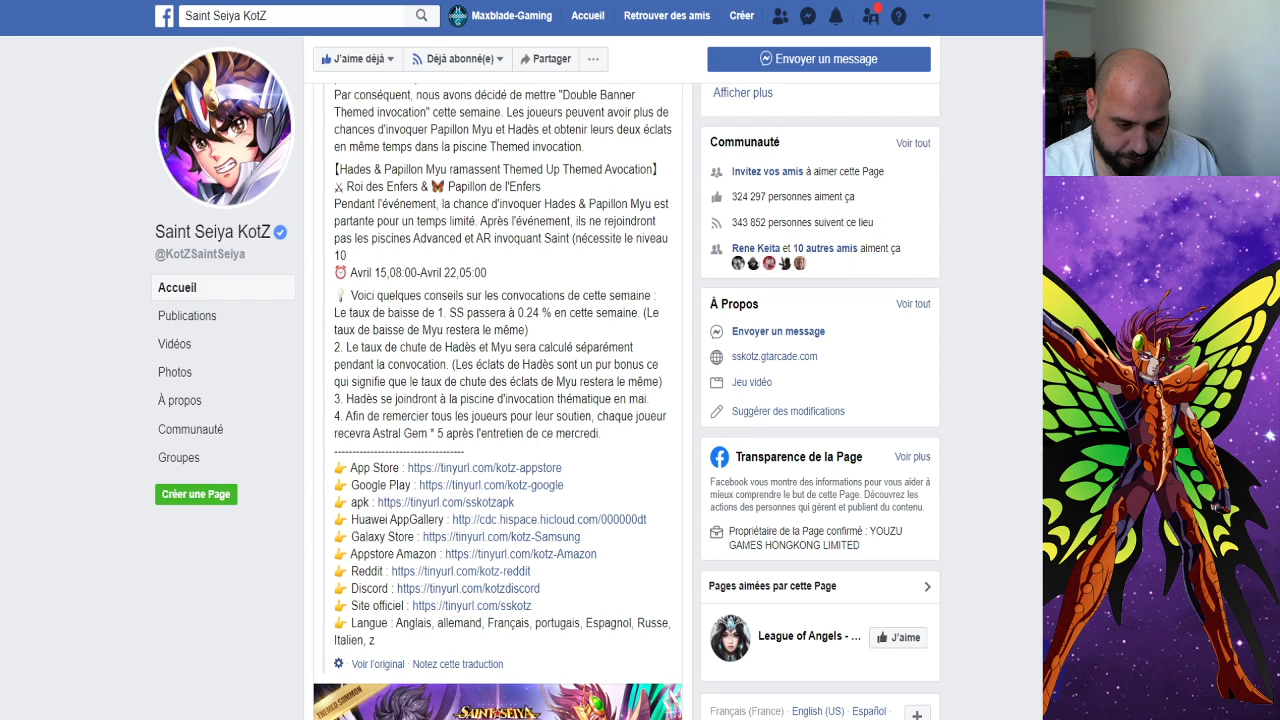 Saint Seiya KotZ
Maxblade-Gaming
Accueil
Retrouver des amis
Créer
J'aime déjà
Déjà abonné(e)
Partager
Envoyer un message
Saint Seiya KotZ
@KotZSaintSeiya
Accueil
Publications
Vidéos
Photos
À propos
Communauté
Groupes
Créer une Page
Par conséquent, nous avons décidé de mettre "Double Banner
Themed invocation" cette semaine. Les joueurs peuvent avoir plus de
chances d'invoquer Papillon Myu et Hadès et obtenir leurs deux éclats
en même temps dans la piscine Themed invocation.
【Hades & Papillon Myu ramassent Themed Up Themed Avocation】
⚔ Roi des Enfers & 🦋 Papillon de l'Enfers
Pendant l'événement, la chance d'invoquer Hades & Papillon Myu est
partante pour un temps limité. Après l'événement, ils ne rejoindront
pas les piscines Advanced et AR invoquant Saint (nécessite le niveau
10
⏰ Avril 15,08:00-Avril 22,05:00
💡 Voici quelques conseils sur les convocations de cette semaine :
Le taux de baisse de 1. SS passera à 0.24 % en cette semaine. (Le
taux de baisse de Myu restera le même)
2. Le taux de chute de Hadès et Myu sera calculé séparément
pendant la convocation. (Les éclats de Hadès sont un pur bonus ce
qui signifie que le taux de chute des éclats de Myu restera le même)
3. Hadès se joindront à la piscine d'invocation thématique en mai.
4. Afin de remercier tous les joueurs pour leur soutien, chaque joueur
recevra Astral Gem * 5 après l'entretien de ce mercredi.
------------------------------------
👉 App Store : https://tinyurl.com/kotz-appstore
👉 Google Play : https://tinyurl.com/kotz-google
👉 apk : https://tinyurl.com/sskotzapk
👉 Huawei AppGallery : http://cdc.hispace.hicloud.com/000000dt
👉 Galaxy Store : https://tinyurl.com/kotz-Samsung
👉 Appstore Amazon : https://tinyurl.com/kotz-Amazon
👉 Reddit : https://tinyurl.com/kotz-reddit
👉 Discord : https://tinyurl.com/kotzdiscord
👉 Site officiel : https://tinyurl.com/sskotz
👉 Langue : Anglais, allemand, Français, portugais, Espagnol, Russe,
Italien, z
Voir l'original · Notez cette traduction
THEMED SUMMON
SAINT SEIYA
Afficher plus
Communauté
Voir tout
Invitez vos amis à aimer cette Page
324 297 personnes aiment ça
343 852 personnes suivent ce lieu
Rene Keita et 10 autres amis aiment ça
À Propos
Voir tout
Envoyer un message
sskotz.gtarcade.com
Jeu vidéo
Suggérer des modifications
Transparence de la Page
Voir plus
Facebook vous montre des informations pour vous aider à
mieux comprendre le but de cette Page. Découvrez les
actions des personnes qui gèrent et publient du contenu.
Propriétaire de la Page confirmé : YOUZU
GAMES HONGKONG LIMITED
Pages aimées par cette Page
League of Angels - ...
J'aime
Français (France) · English (US) · Español ·